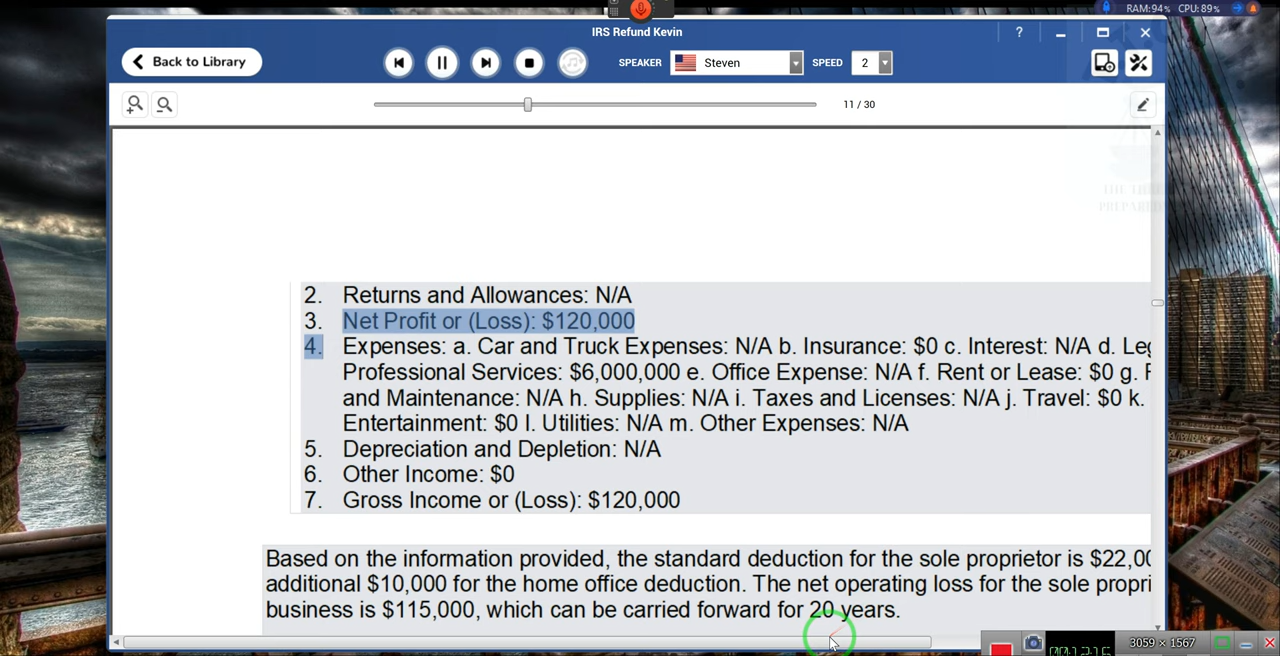 RAM:94% CPU:89%
IRS Refund Kevin
?
Back to Library
SPEAKER
Steven
SPEED
2
11 / 30
2. Returns and Allowances: N/A
3. Net Profit or (Loss): $120,000
4. Expenses: a. Car and Truck Expenses: N/A b. Insurance: $0 c. Interest: N/A d.
Professional Services: $6,000,000 e. Office Expense: N/A f. Rent or Lease: $0 g.
and Maintenance: N/A h. Supplies: N/A i. Taxes and Licenses: N/A j. Travel: $0 k.
Entertainment: $0 l. Utilities: N/A m. Other Expenses: N/A
5. Depreciation and Depletion: N/A
6. Other Income: $0
7. Gross Income or (Loss): $120,000
Based on the information provided, the standard deduction for the sole proprietor is
additional $10,000 for the home office deduction. The net operating loss for the sole
business is $115,000, which can be carried forward for 20 years.
3059 × 1567